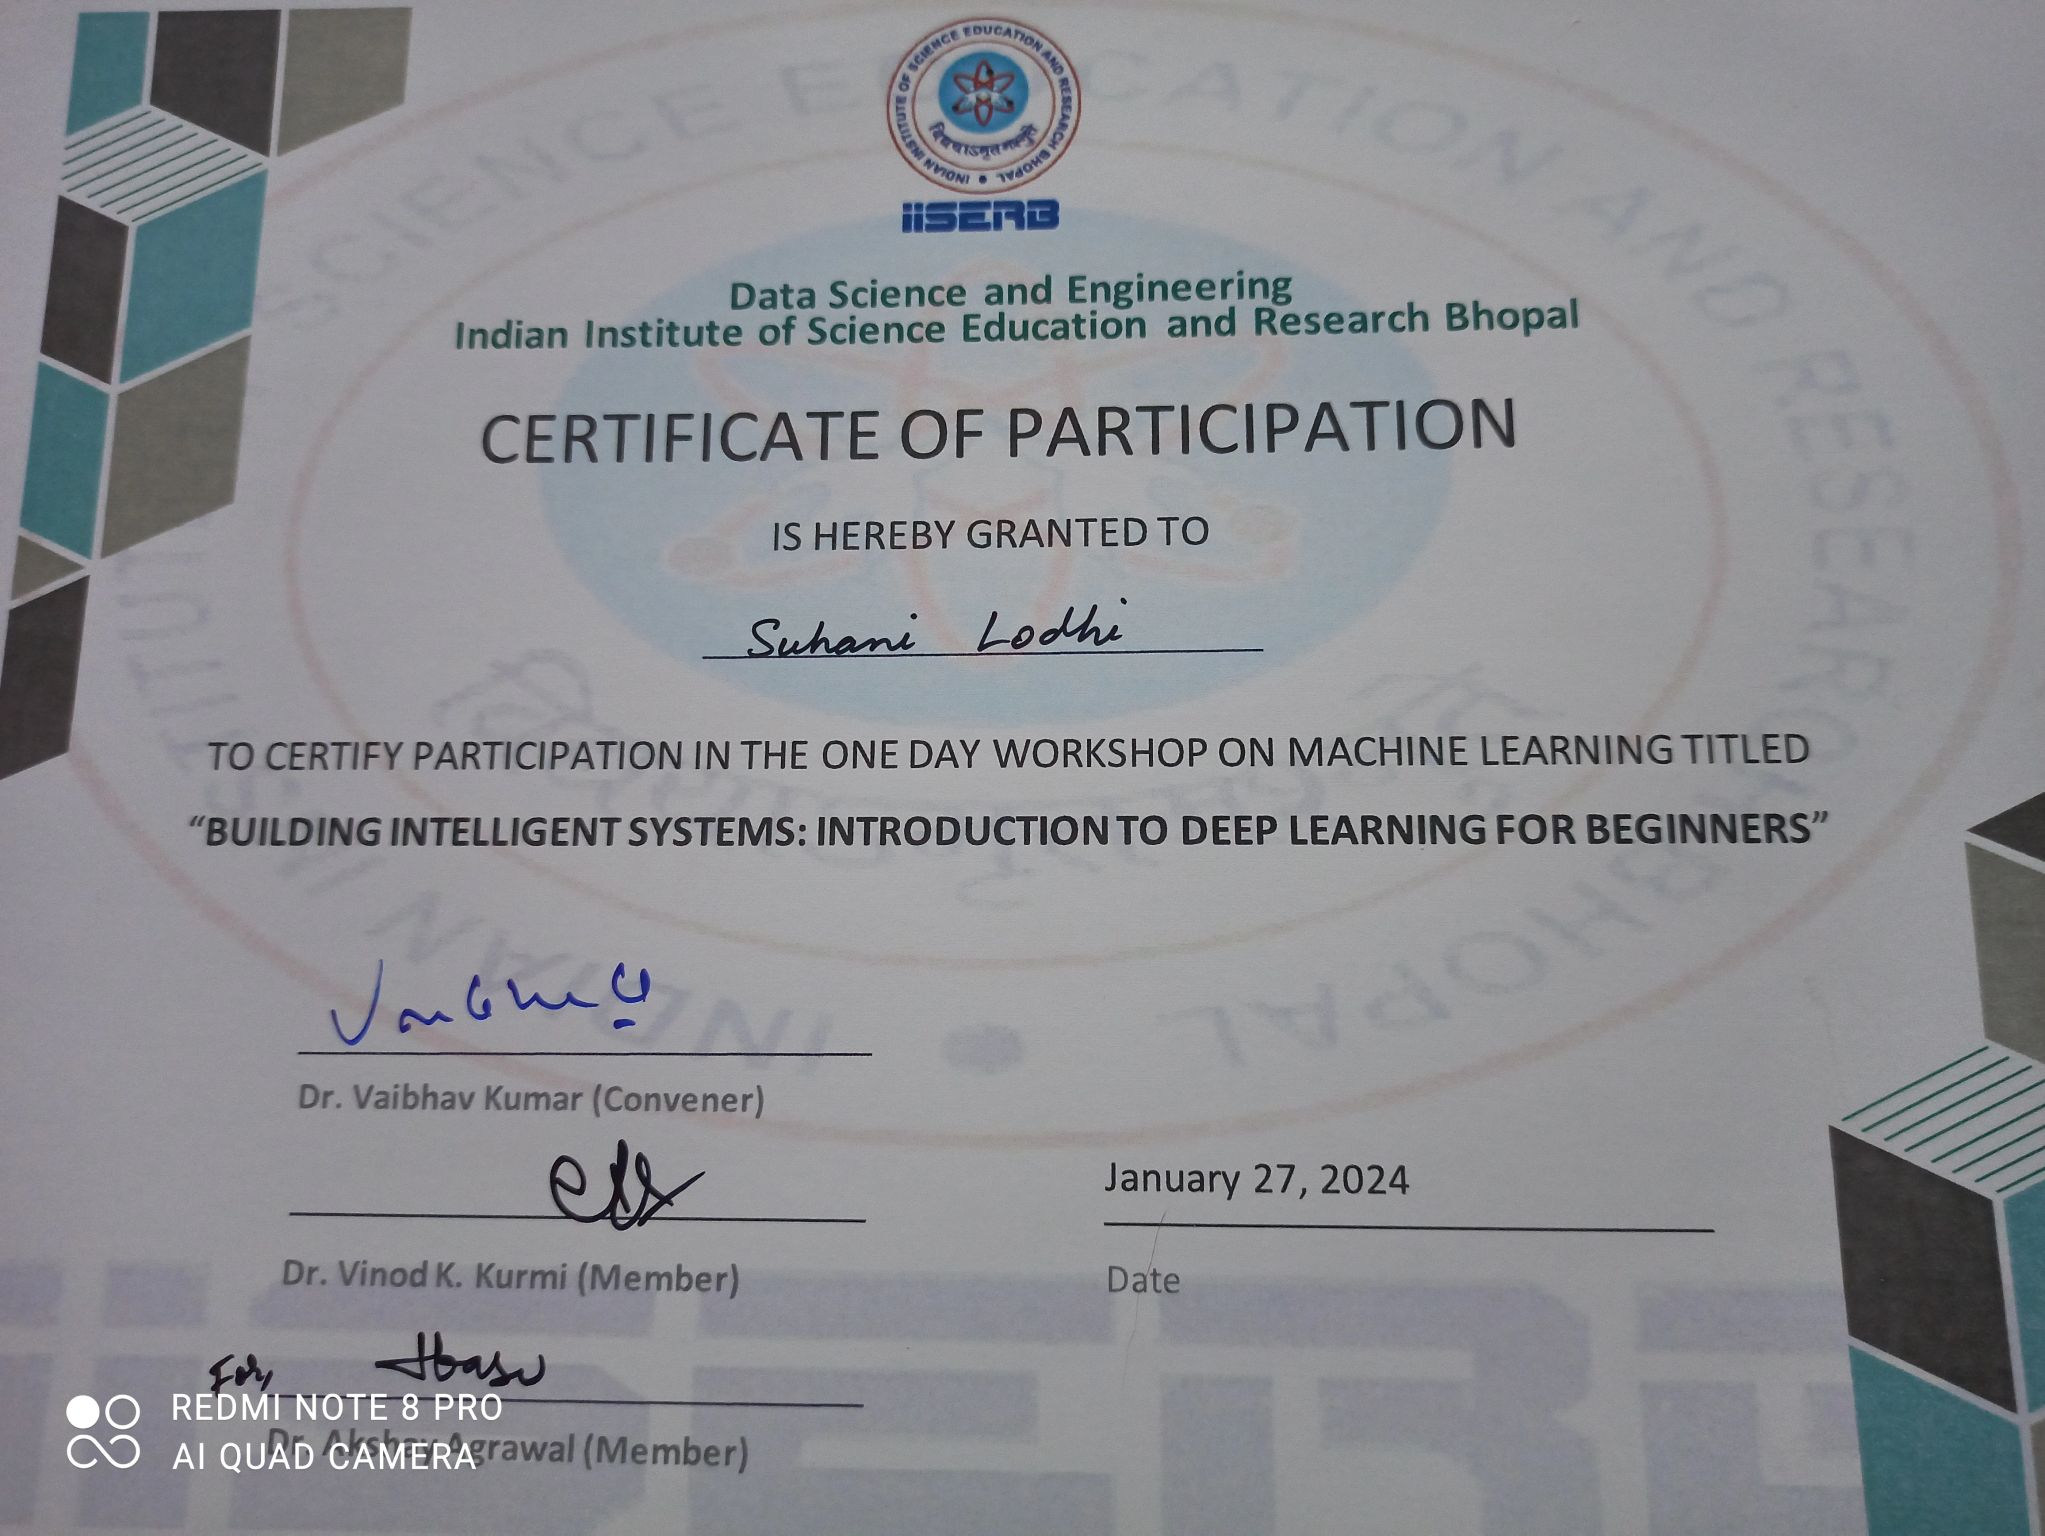 INDIAN INSTITUTE OF SCIENCE EDUCATION AND RESEARCH BHOPAL
विद्ययाऽमृतमश्नुते
IISERB
Data Science and Engineering
Indian Institute of Science Education and Research Bhopal
CERTIFICATE OF PARTICIPATION
IS HEREBY GRANTED TO
Suhani Lodhi
TO CERTIFY PARTICIPATION IN THE ONE DAY WORKSHOP ON MACHINE LEARNING TITLED
“BUILDING INTELLIGENT SYSTEMS: INTRODUCTION TO DEEP LEARNING FOR BEGINNERS”
Dr. Vaibhav Kumar (Convener)
January 27, 2024
Dr. Vinod K. Kurmi (Member)
Date
For,
Dr. Akshay Agrawal (Member)
REDMI NOTE 8 PRO
AI QUAD CAMERA